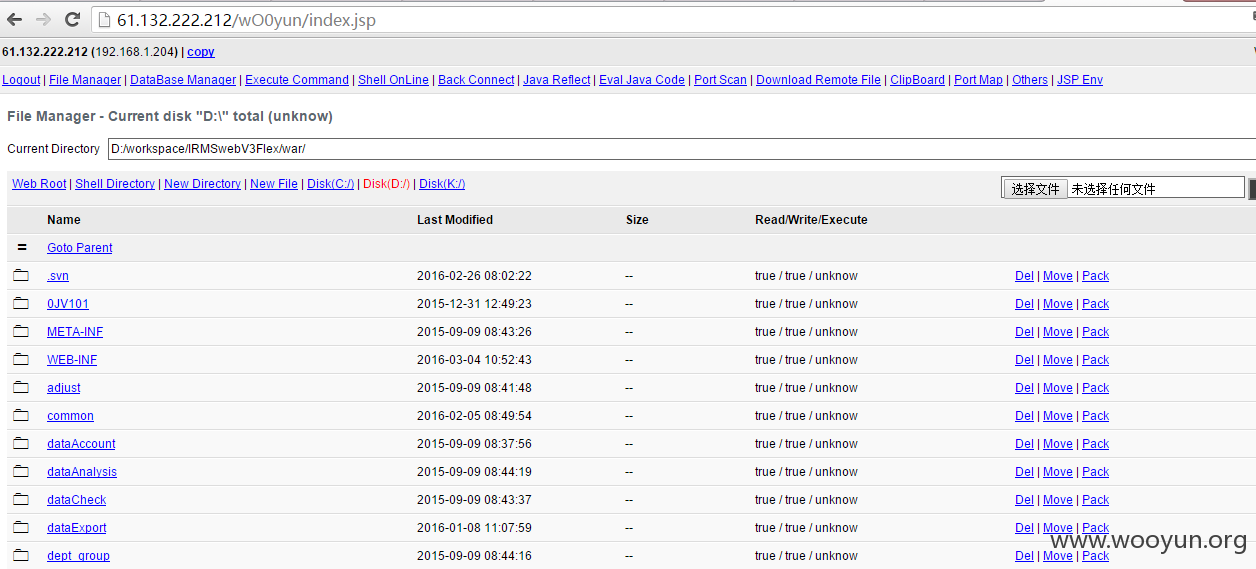 61.132.222.212/wO0yun/index.jsp
61.132.222.212 (192.168.1.204) | copy
Logout | File Manager | DataBase Manager | Execute Command | Shell OnLine | Back Connect | Java Reflect | Eval Java Code | Port Scan | Download Remote File | ClipBoard | Port Map | Others | JSP Env
File Manager - Current disk "D:\" total (unknow)
Current Directory D:/workspace/IRMSwebV3Flex/war/
Web Root | Shell Directory | New Directory | New File | Disk(C:/) | Disk(D:/) | Disk(K:/) 选择文件 未选择任何文件
Name Last Modified Size Read/Write/Execute
= Goto Parent
.svn 2016-02-26 08:02:22 -- true / true / unknow Del | Move | Pack
0JV101 2015-12-31 12:49:23 -- true / true / unknow Del | Move | Pack
META-INF 2015-09-09 08:43:26 -- true / true / unknow Del | Move | Pack
WEB-INF 2016-03-04 10:52:43 -- true / true / unknow Del | Move | Pack
adjust 2015-09-09 08:41:48 -- true / true / unknow Del | Move | Pack
common 2016-02-05 08:49:54 -- true / true / unknow Del | Move | Pack
dataAccount 2015-09-09 08:37:56 -- true / true / unknow Del | Move | Pack
dataAnalysis 2015-09-09 08:44:19 -- true / true / unknow Del | Move | Pack
dataCheck 2015-09-09 08:43:37 -- true / true / unknow Del | Move | Pack
dataExport 2016-01-08 11:07:59 -- true / true / unknow Del | Move | Pack
dept_group 2015-09-09 08:44:16 -- true / true / unknow Del | Move | Pack
www.wooyun.org